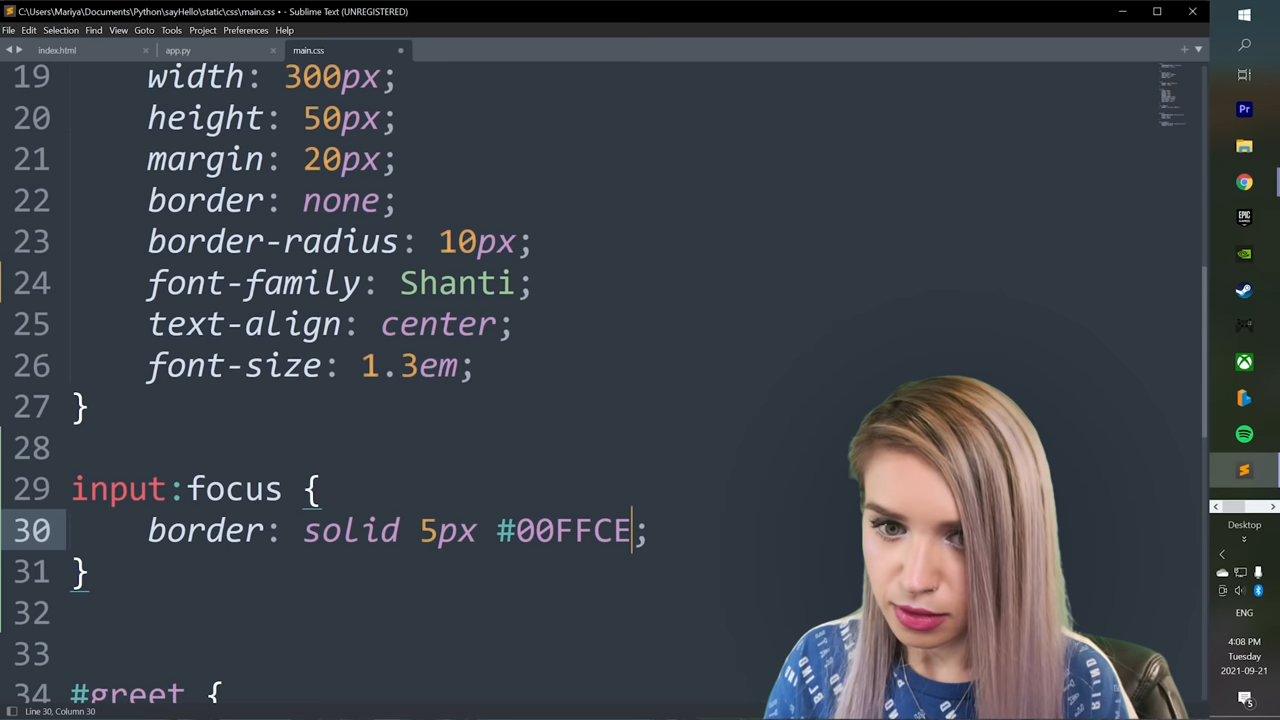 C:\Users\Mariya\Documents\Python\sayHello\static\css\main.css • - Sublime Text (UNREGISTERED)
File Edit Selection Find View Goto Tools Project Preferences Help
index.html app.py main.css
19 width: 300px;
20 height: 50px;
21 margin: 20px;
22 border: none;
23 border-radius: 10px;
24 font-family: Shanti;
25 text-align: center;
26 font-size: 1.3em;
27 }
28
29 input:focus {
30 border: solid 5px #00FFCE;
31 }
32
33
34 #greet {
Line 30, Column 30
Pr
EPIC GAMES
Desktop
ENG
4:08 PM
Tuesday
2021-09-21
5